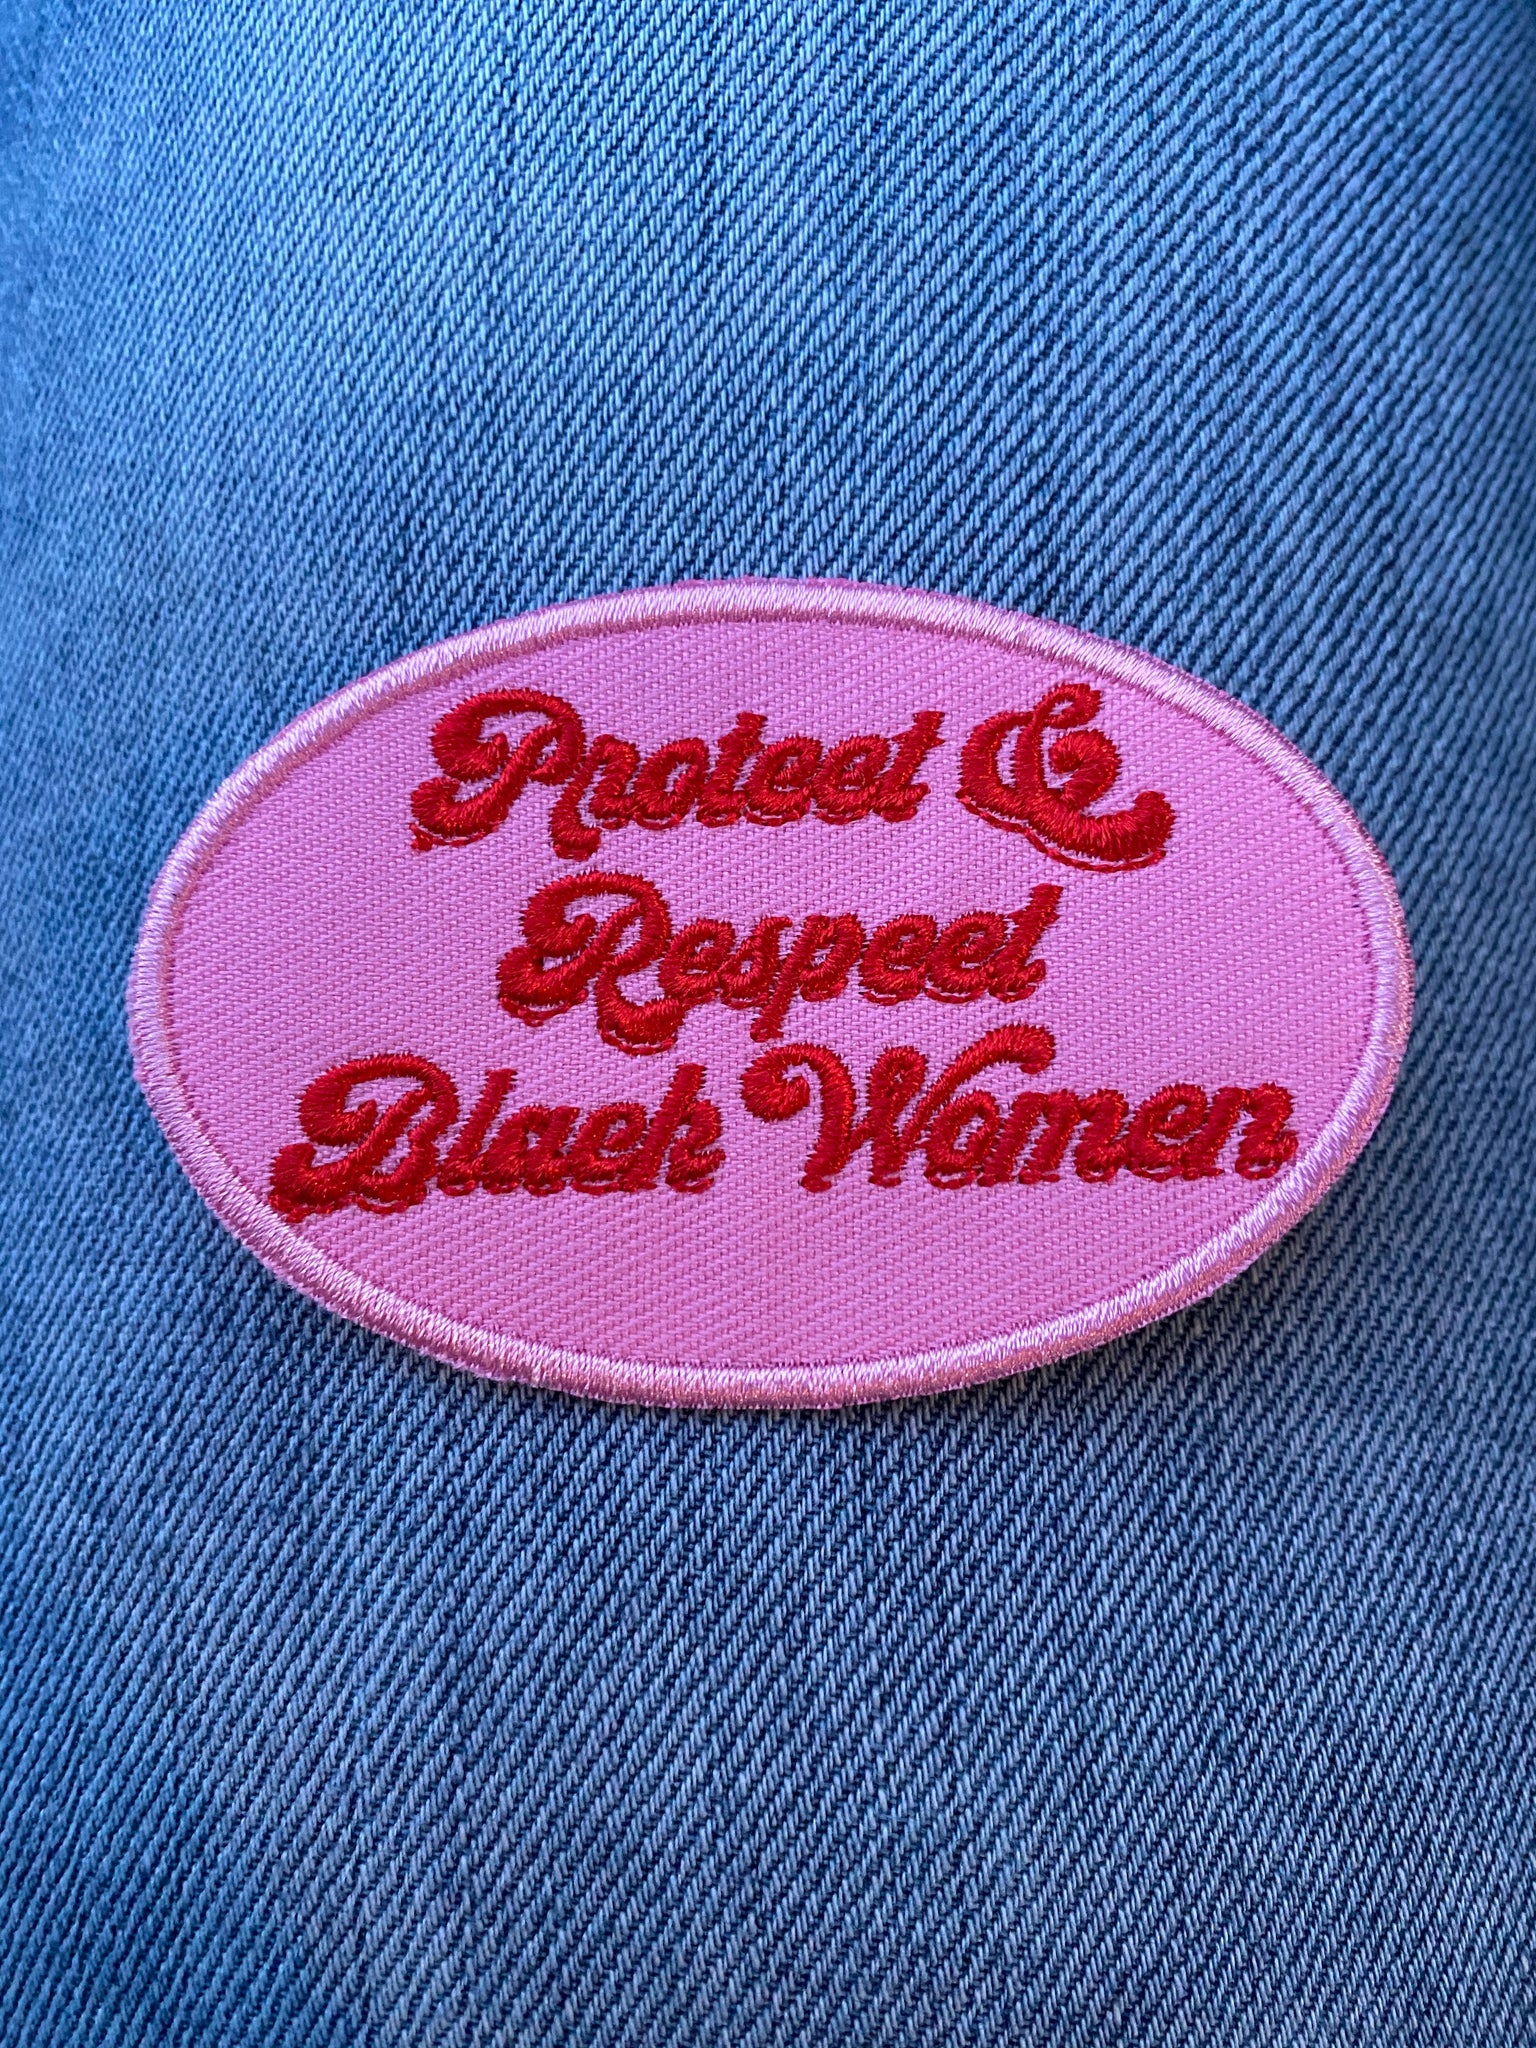 Protect &
Respect
Black Women